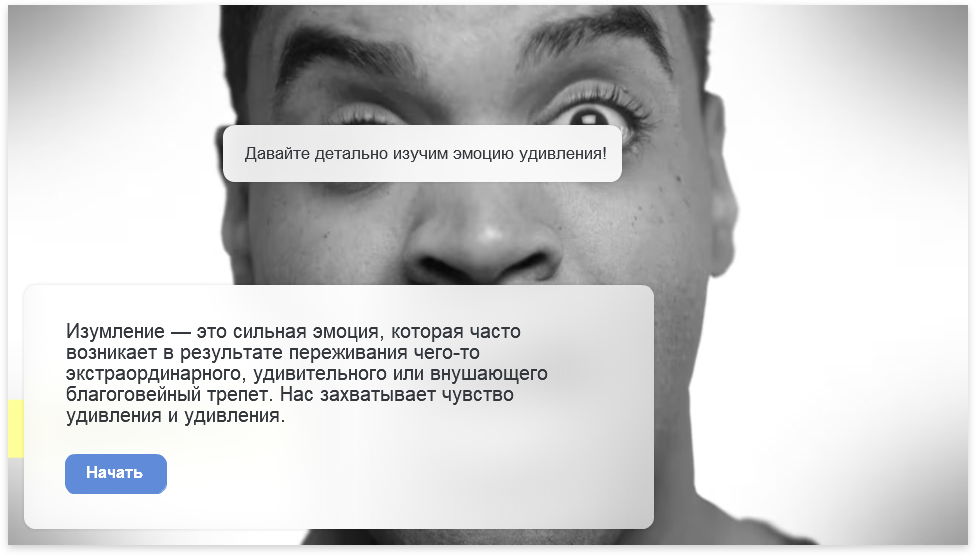 Давайте детально изучим эмоцию удивления!
Изумление — это сильная эмоция, которая часто
возникает в результате переживания чего-то
экстраординарного, удивительного или внушающего
благоговейный трепет. Нас захватывает чувство
удивления и удивления.
Начать